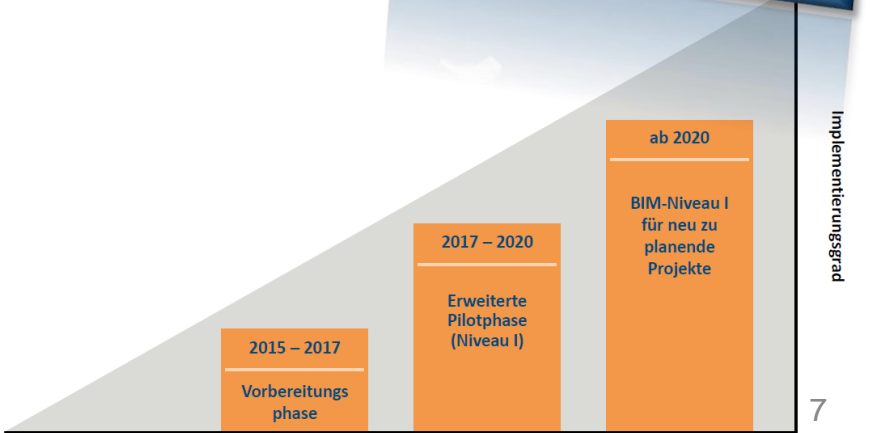 ab 2020
BIM-Niveau I
für neu zu
planende
Projekte
2017 – 2020
Erweiterte
Pilotphase
(Niveau I)
2015 – 2017
Vorbereitungs
phase
Implementierungsgrad
7